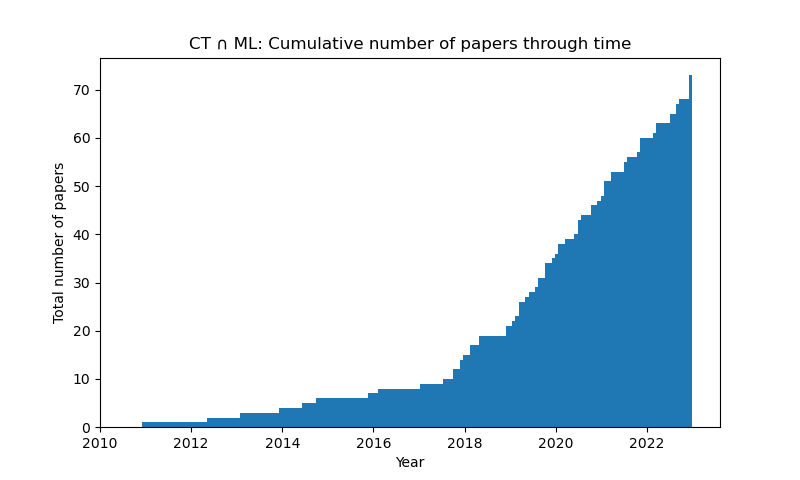 CT ∩ ML: Cumulative number of papers through time
Total number of papers
70
60
50
40
30
20
10
0
2010 2012 2014 2016 2018 2020 2022
Year